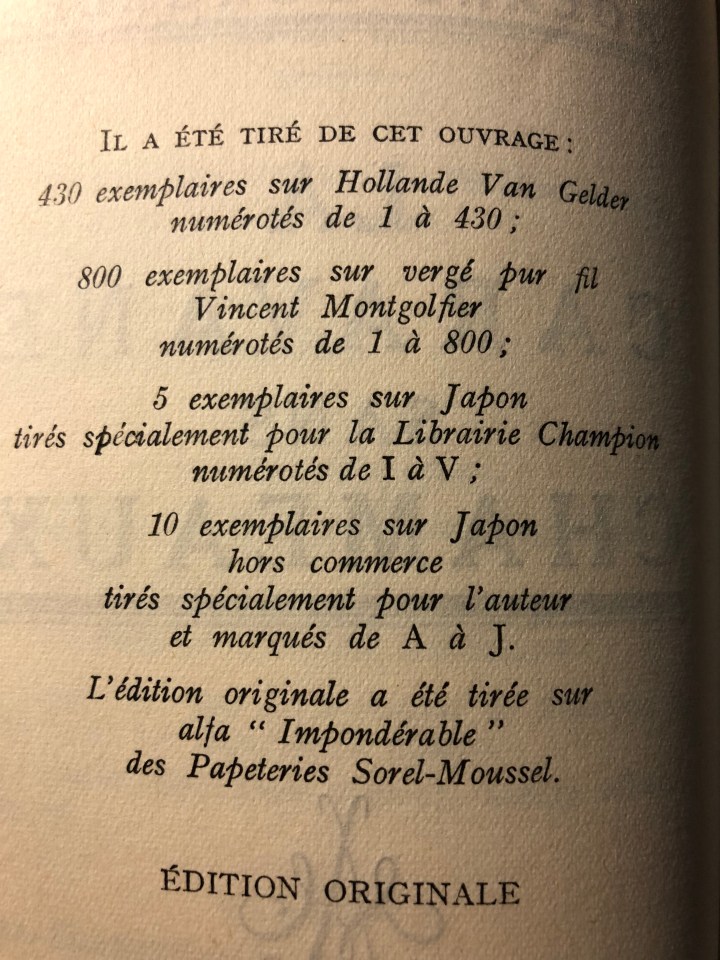 IL A ÉTÉ TIRÉ DE CET OUVRAGE :
430 exemplaires sur Hollande Van Gelder
numérotés de 1 à 430 ;
800 exemplaires sur vergé pur fil
Vincent Montgolfier
numérotés de 1 à 800 ;
5 exemplaires sur Japon
tirés spécialement pour la Librairie Champion
numérotés de I à V ;
10 exemplaires sur Japon
hors commerce
tirés spécialement pour l'auteur
et marqués de A à J.
L'édition originale a été tirée sur
alfa “ Impondérable ”
des Papeteries Sorel-Moussel.
ÉDITION ORIGINALE